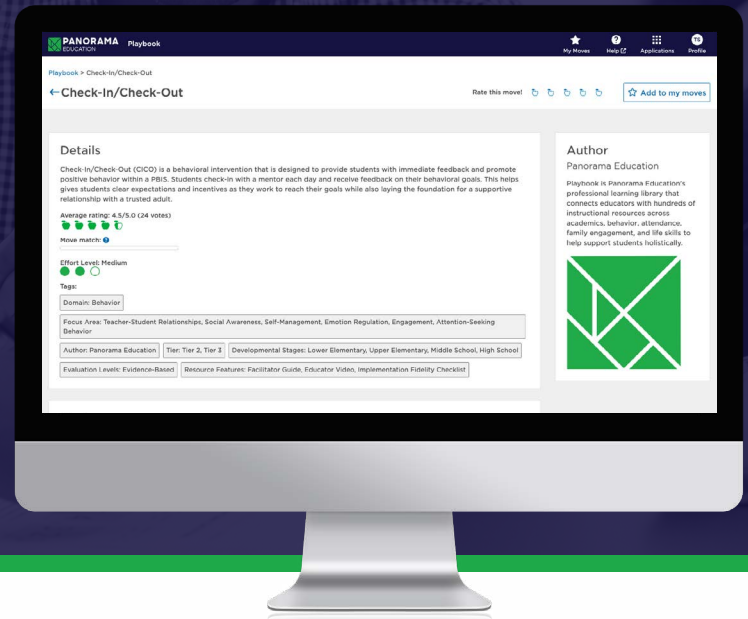 PANORAMA
EDUCATION
Playbook
My Moves
Help
Applications
TS
Profile
Playbook > Check-In/Check-Out
←Check-In/Check-Out
Rate this move!
Add to my moves
Details
Check-In/Check-Out (CICO) is a behavioral intervention that is designed to provide students with immediate feedback and promote
positive behavior within a PBIS. Students check-in with a mentor each day and receive feedback on their behavioral goals. This helps
gives students clear expectations and incentives as they work to reach their goals while also laying the foundation for a supportive
relationship with a trusted adult.
Average rating: 4.5/5.0 (24 votes)
Move match: ?
Effort Level: Medium
Tags:
Domain: Behavior
Focus Area: Teacher-Student Relationships, Social Awareness, Self-Management, Emotion Regulation, Engagement, Attention-Seeking
Behavior
Author: Panorama Education
Tier: Tier 2, Tier 3
Developmental Stages: Lower Elementary, Upper Elementary, Middle School, High School
Evaluation Levels: Evidence-Based
Resource Features: Facilitator Guide, Educator Video, Implementation Fidelity Checklist
Author
Panorama Education
Playbook is Panorama Education's
professional learning library that
connects educators with hundreds of
instructional resources across
academics, behavior, attendance,
family engagement, and life skills to
help support students holistically.